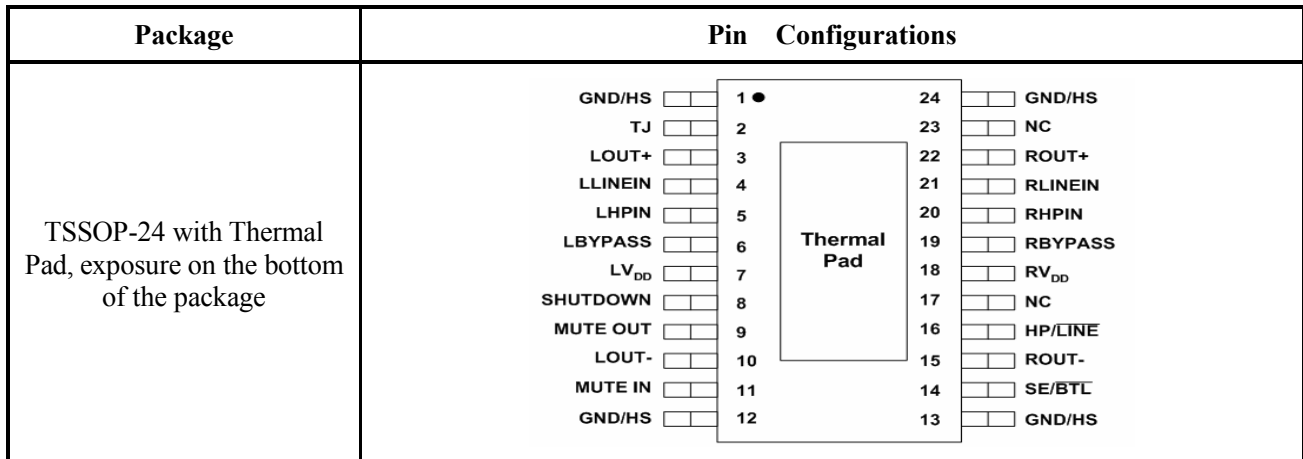 Package
Pin Configurations
TSSOP-24 with Thermal
Pad, exposure on the bottom
of the package
GND/HS 1 24 GND/HS
TJ 2 23 NC
LOUT+ 3 22 ROUT+
LLINEIN 4 21 RLINEIN
LHPIN 5 20 RHPIN
LBYPASS 6 19 RBYPASS
Thermal
Pad
LVDD 7 18 RVDD
SHUTDOWN 8 17 NC
MUTE OUT 9 16 HP/LINE
LOUT- 10 15 ROUT-
MUTE IN 11 14 SE/BTL
GND/HS 12 13 GND/HS